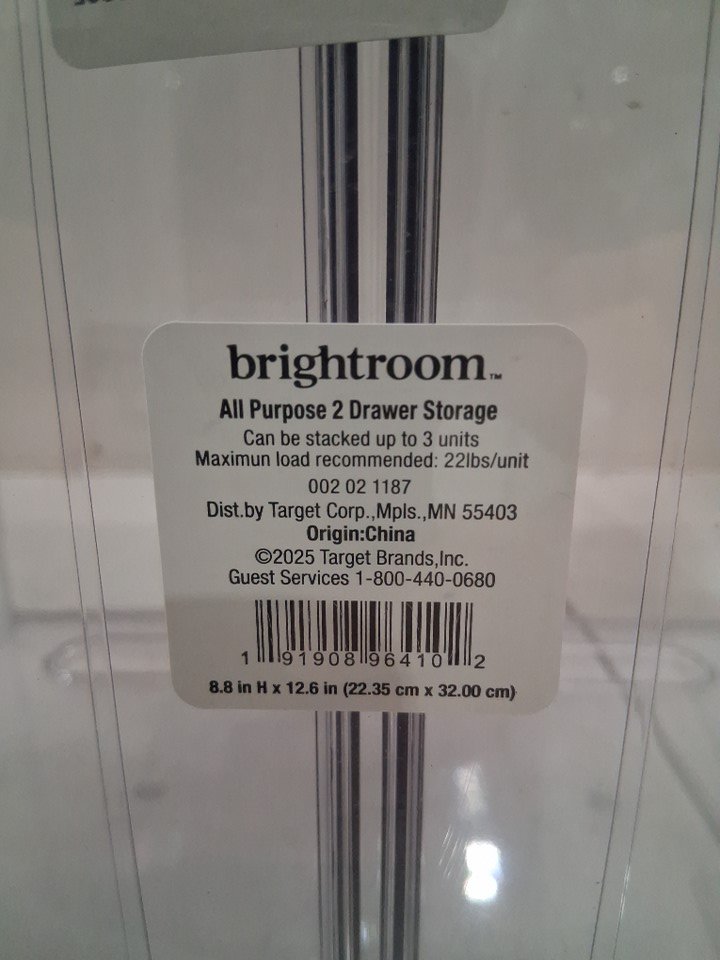 brightroom™
All Purpose 2 Drawer Storage
Can be stacked up to 3 units
Maximun load recommended: 22lbs/unit
002 02 1187
Dist.by Target Corp.,Mpls.,MN 55403
Origin:China
©2025 Target Brands,Inc.
Guest Services 1-800-440-0680
1 91908 96410 2
8.8 in H x 12.6 in (22.35 cm x 32.00 cm)